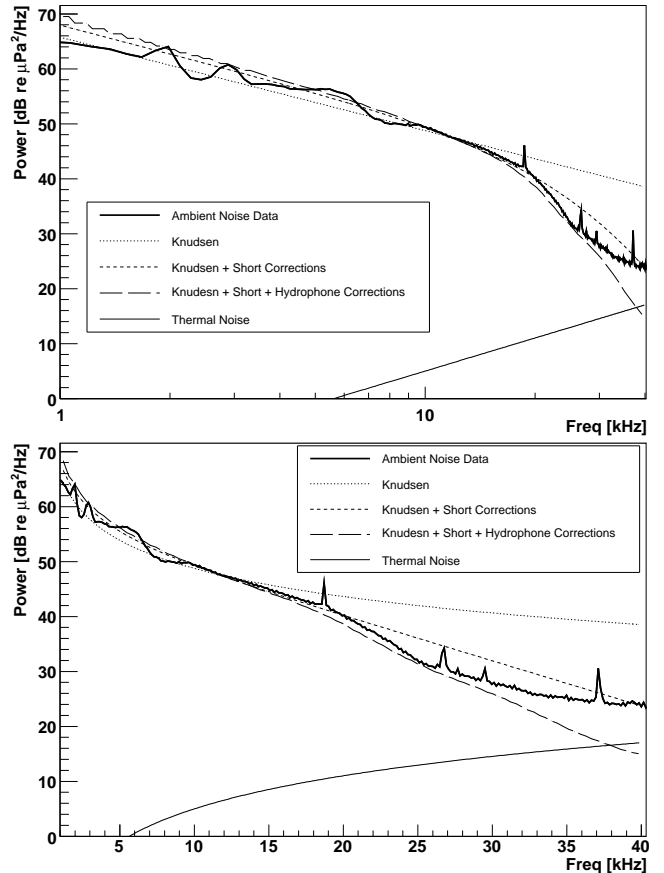 Power [dB re μPa²/Hz]
70
60
50
40
30
20
10
0
Ambient Noise Data
Knudsen
Knudsen + Short Corrections
Knudesn + Short + Hydrophone Corrections
Thermal Noise
1
10
Freq [kHz]
Power [dB re μPa²/Hz]
70
60
50
40
30
20
10
0
Ambient Noise Data
Knudsen
Knudsen + Short Corrections
Knudesn + Short + Hydrophone Corrections
Thermal Noise
5
10
15
20
25
30
35
40
Freq [kHz]